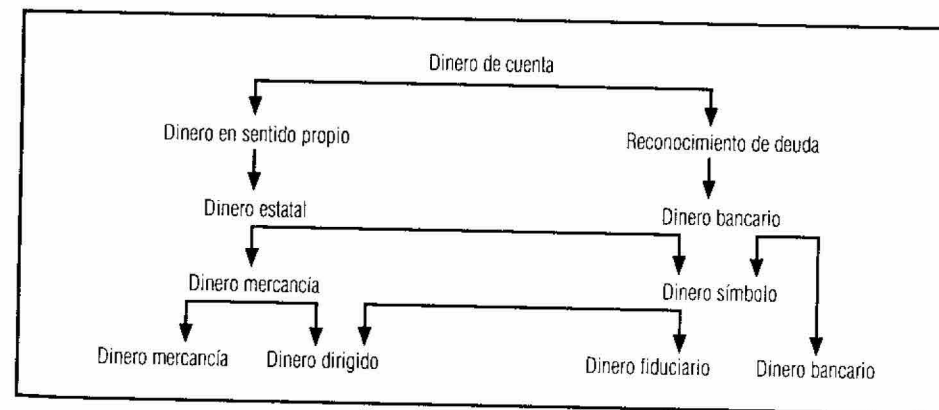 Dinero de cuenta
Dinero en sentido propio
Reconocimiento de deuda
Dinero estatal
Dinero bancario
Dinero mercancía
Dinero símbolo
Dinero mercancía
Dinero dirigido
Dinero fiduciario
Dinero bancario